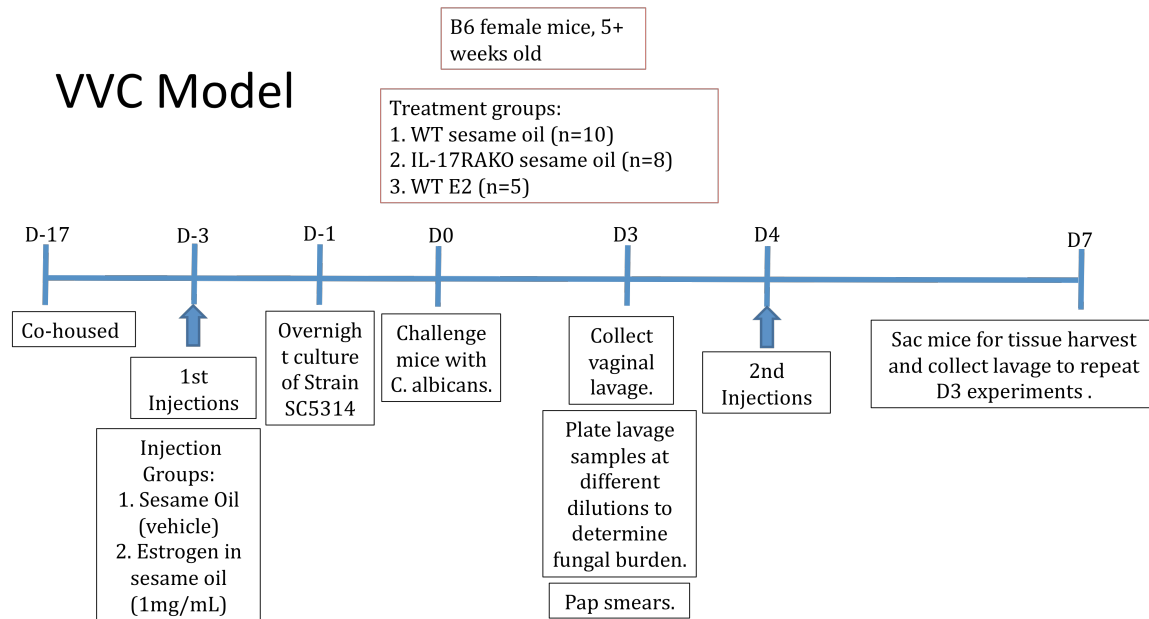 B6 female mice, 5+
weeks old
VVC Model
Treatment groups:
1. WT sesame oil (n=10)
2. IL-17RAKO sesame oil (n=8)
3. WT E2 (n=5)
D-17
D-3
D-1
D0
D3
D4
D7
Co-housed
1st
Injections
Injection
Groups:
1. Sesame Oil
(vehicle)
2. Estrogen in
sesame oil
(1mg/mL)
Overnigh
t culture
of Strain
SC5314
Challenge
mice with
C. albicans.
Collect
vaginal
lavage.
Plate lavage
samples at
different
dilutions to
determine
fungal burden.
Pap smears.
2nd
Injections
Sac mice for tissue harvest
and collect lavage to repeat
D3 experiments .